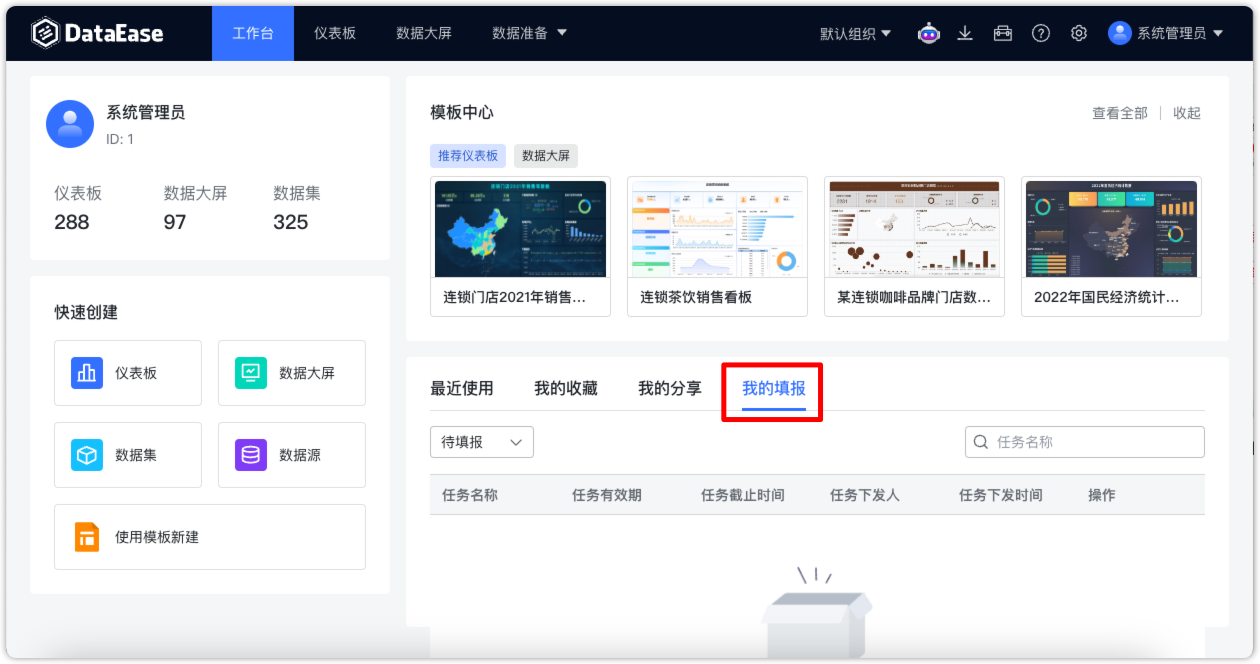 DataEase
工作台
仪表板
数据大屏
数据准备
默认组织
系统管理员
系统管理员
ID: 1
仪表板
数据大屏
数据集
288
97
325
快速创建
仪表板
数据大屏
数据集
数据源
使用模板新建
模板中心
查看全部
收起
推荐仪表板
数据大屏
连锁门店2021年销售...
连锁茶饮销售看板
某连锁咖啡品牌门店数...
2022年国民经济统计...
最近使用
我的收藏
我的分享
我的填报
待填报
任务名称
任务名称
任务有效期
任务截止时间
任务下发人
任务下发时间
操作